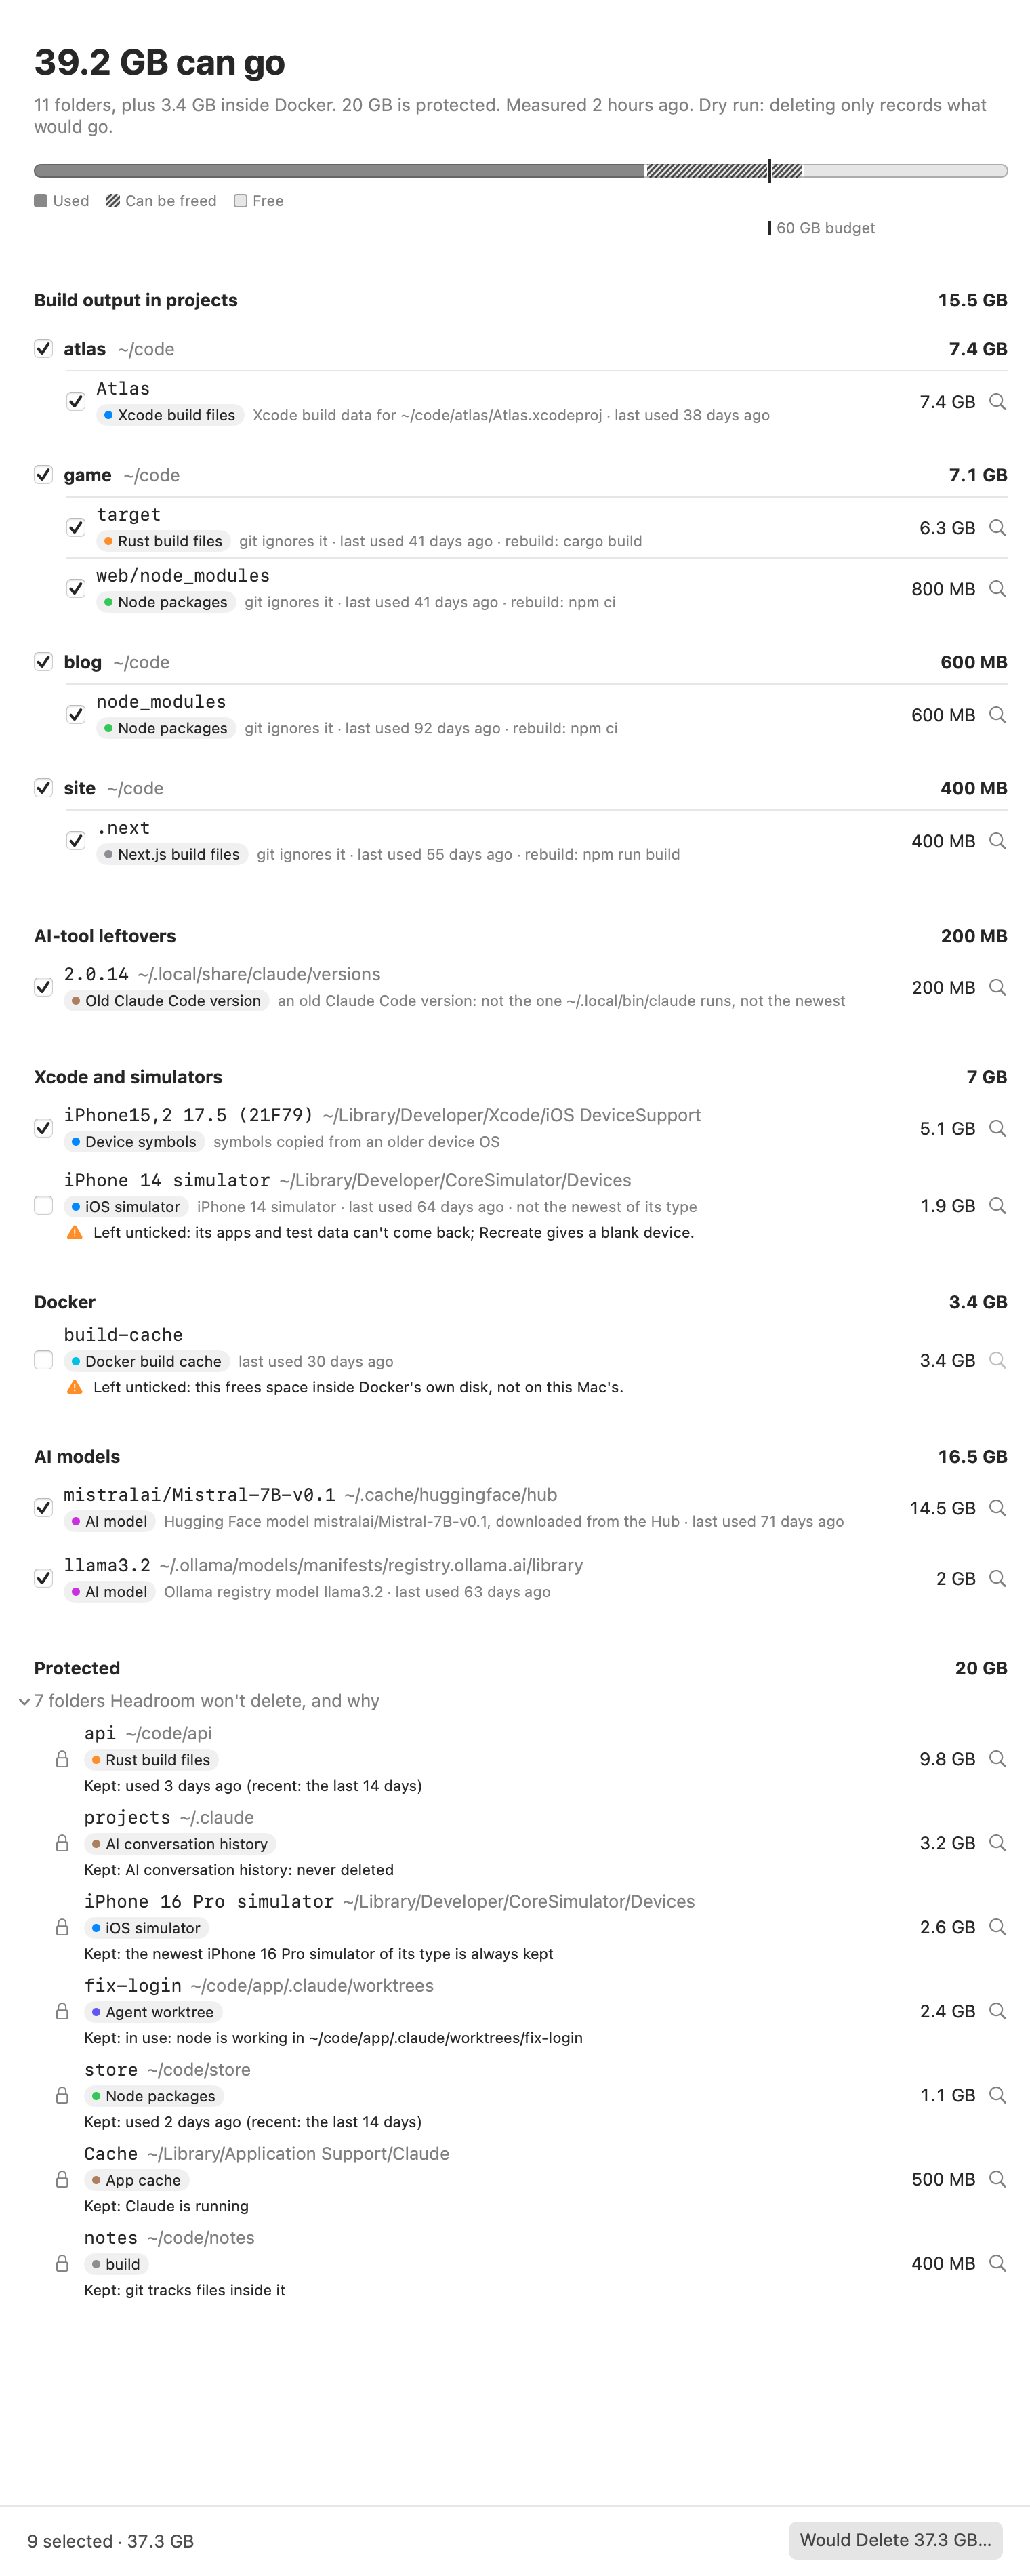 39.2 GB can go
11 folders, plus 3.4 GB inside Docker. 20 GB is protected. Measured 2 hours ago. Dry run: deleting only records what
would go.
Used Can be freed Free
60 GB budget
Build output in projects 15.5 GB
atlas ~/code 7.4 GB
Atlas
Xcode build files Xcode build data for ~/code/atlas/Atlas.xcodeproj · last used 38 days ago 7.4 GB
game ~/code 7.1 GB
target
Rust build files git ignores it · last used 41 days ago · rebuild: cargo build 6.3 GB
web/node_modules
Node packages git ignores it · last used 41 days ago · rebuild: npm ci 800 MB
blog ~/code 600 MB
node_modules
Node packages git ignores it · last used 92 days ago · rebuild: npm ci 600 MB
site ~/code 400 MB
.next
Next.js build files git ignores it · last used 55 days ago · rebuild: npm run build 400 MB
AI-tool leftovers 200 MB
2.0.14 ~/.local/share/claude/versions
Old Claude Code version an old Claude Code version: not the one ~/.local/bin/claude runs, not the newest 200 MB
Xcode and simulators 7 GB
iPhone15,2 17.5 (21F79) ~/Library/Developer/Xcode/iOS DeviceSupport
Device symbols symbols copied from an older device OS 5.1 GB
iPhone 14 simulator ~/Library/Developer/CoreSimulator/Devices
iOS simulator iPhone 14 simulator · last used 64 days ago · not the newest of its type 1.9 GB
Left unticked: its apps and test data can't come back; Recreate gives a blank device.
Docker 3.4 GB
build-cache
Docker build cache last used 30 days ago 3.4 GB
Left unticked: this frees space inside Docker's own disk, not on this Mac's.
AI models 16.5 GB
mistralai/Mistral-7B-v0.1 ~/.cache/huggingface/hub
AI model Hugging Face model mistralai/Mistral-7B-v0.1, downloaded from the Hub · last used 71 days ago 14.5 GB
llama3.2 ~/.ollama/models/manifests/registry.ollama.ai/library
AI model Ollama registry model llama3.2 · last used 63 days ago 2 GB
Protected 20 GB
7 folders Headroom won't delete, and why
api ~/code/api
Rust build files 9.8 GB
Kept: used 3 days ago (recent: the last 14 days)
projects ~/.claude
AI conversation history 3.2 GB
Kept: AI conversation history: never deleted
iPhone 16 Pro simulator ~/Library/Developer/CoreSimulator/Devices
iOS simulator 2.6 GB
Kept: the newest iPhone 16 Pro simulator of its type is always kept
fix-login ~/code/app/.claude/worktrees
Agent worktree 2.4 GB
Kept: in use: node is working in ~/code/app/.claude/worktrees/fix-login
store ~/code/store
Node packages 1.1 GB
Kept: used 2 days ago (recent: the last 14 days)
Cache ~/Library/Application Support/Claude
App cache 500 MB
Kept: Claude is running
notes ~/code/notes
build 400 MB
Kept: git tracks files inside it
9 selected · 37.3 GB Would Delete 37.3 GB...